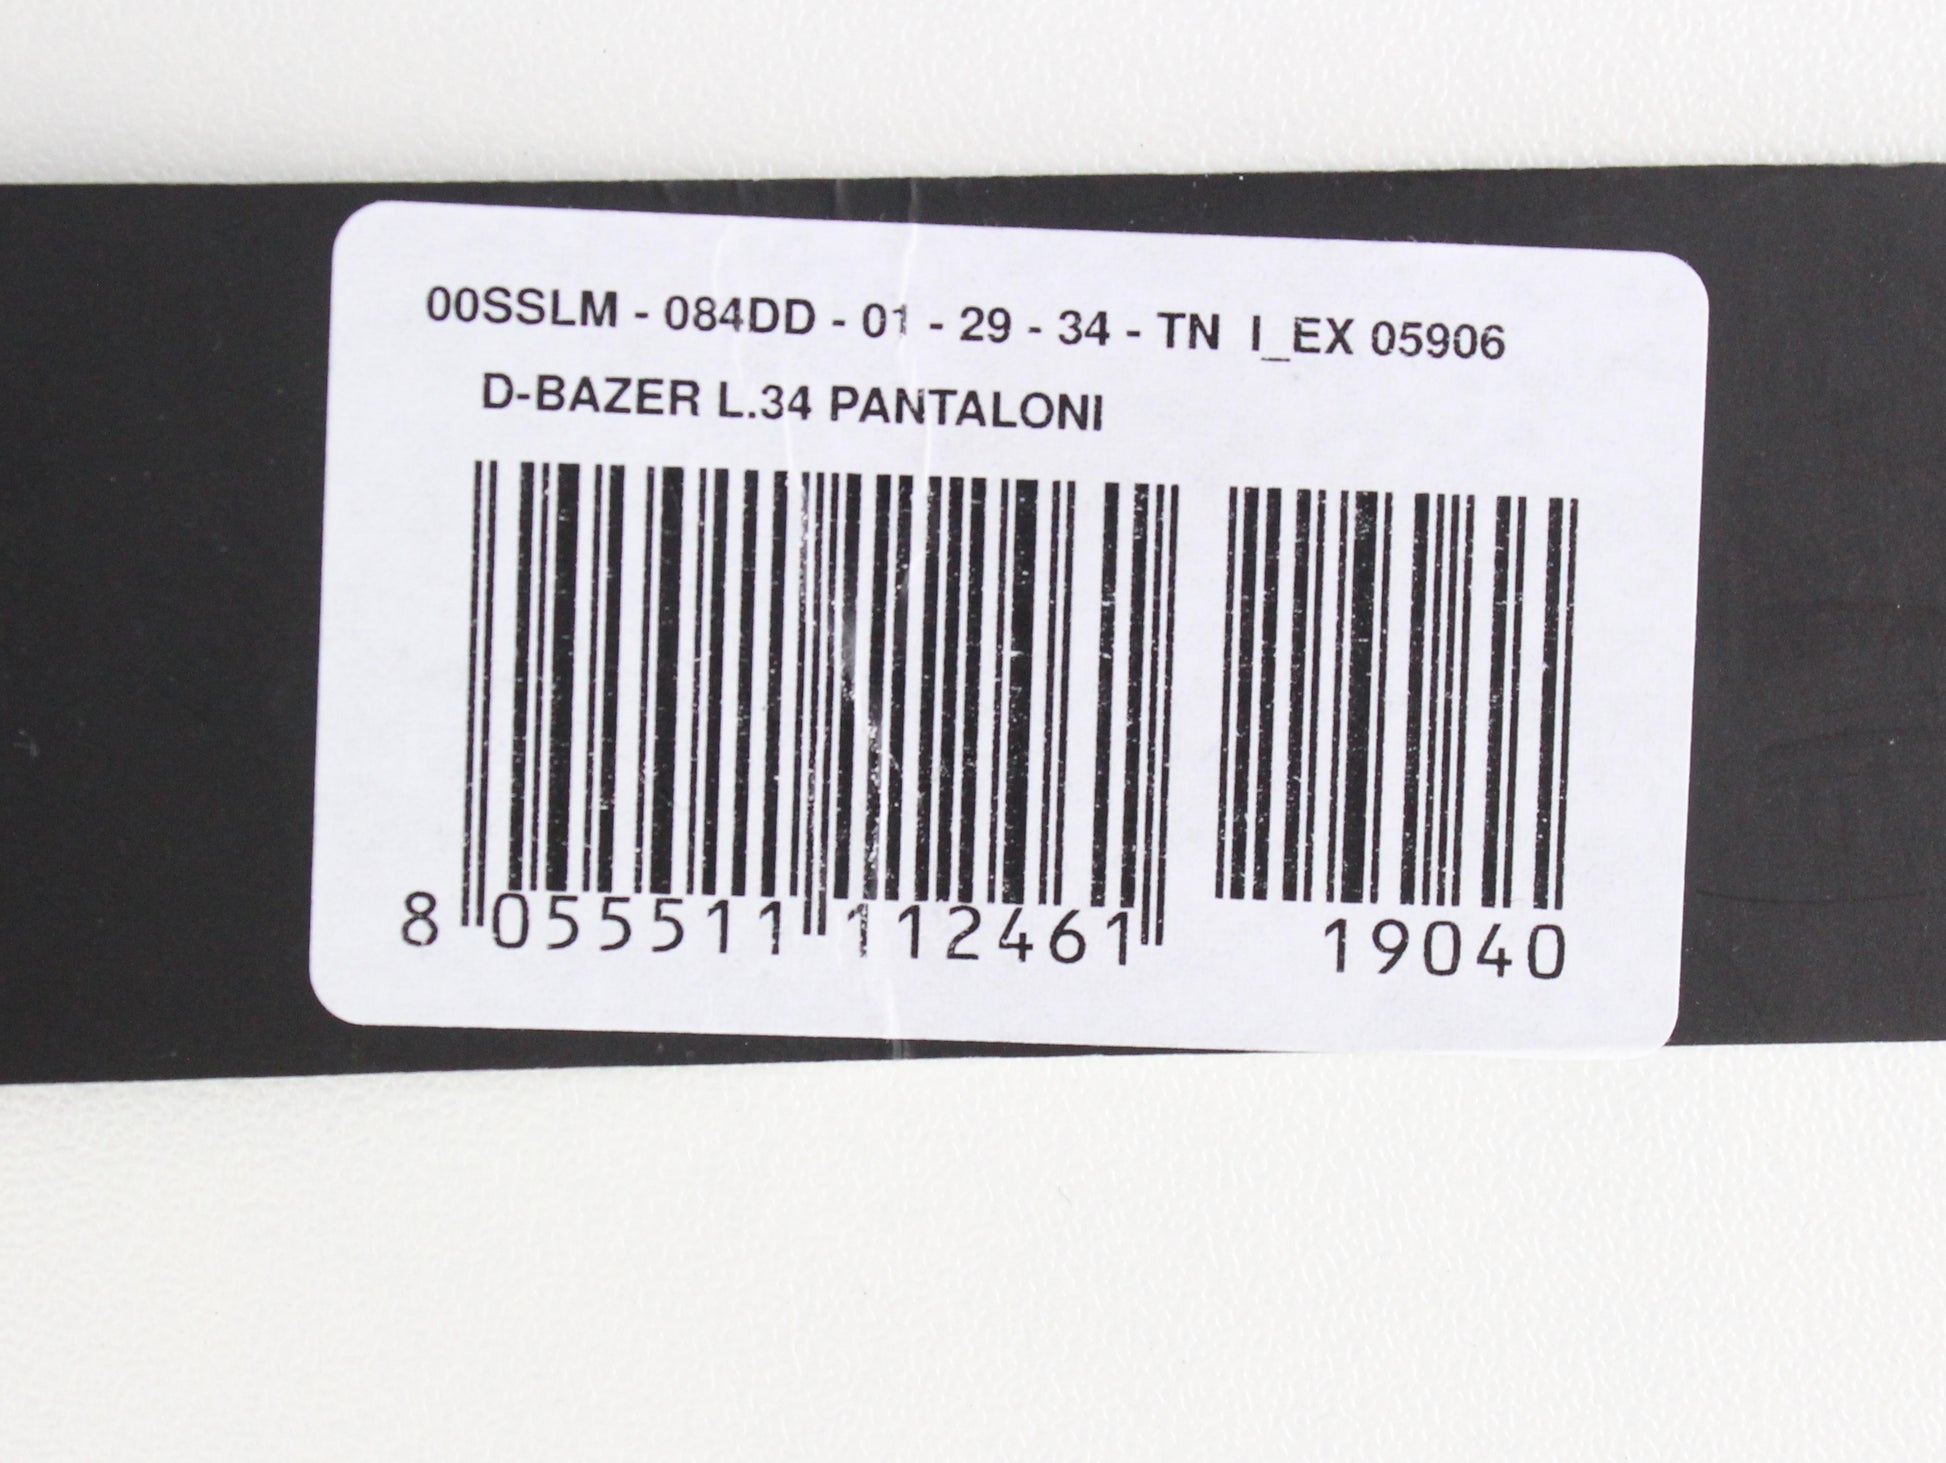 00SSLM - 084DD - 01 - 29 - 34 - TN I_EX 05906
D-BAZER L.34 PANTALONI
8 055511 112461 19040